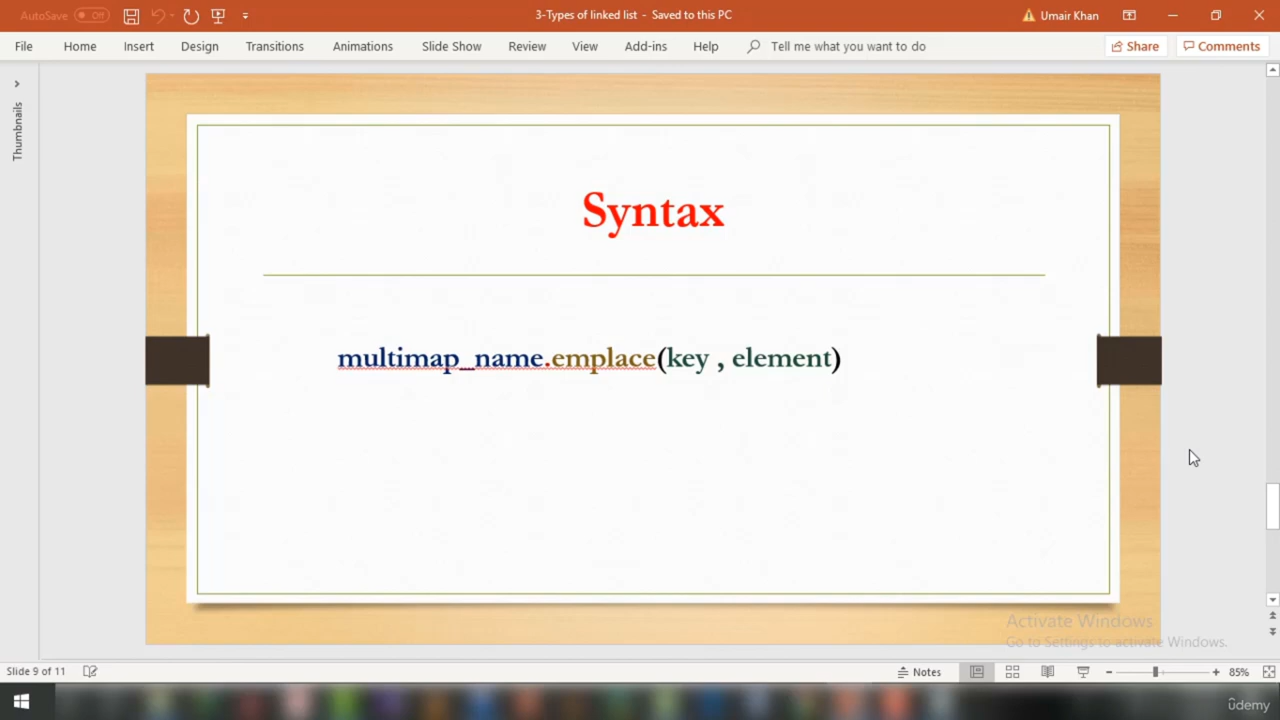 AutoSave Off 3-Types of linked list - Saved to this PC Umair Khan
File Home Insert Design Transitions Animations Slide Show Review View Add-ins Help Tell me what you want to do Share Comments
Thumbnails
Syntax
multimap_name.emplace(key , element)
Activate Windows
Go to Settings to activate Windows.
Slide 9 of 11 Notes 85%
ûdemy